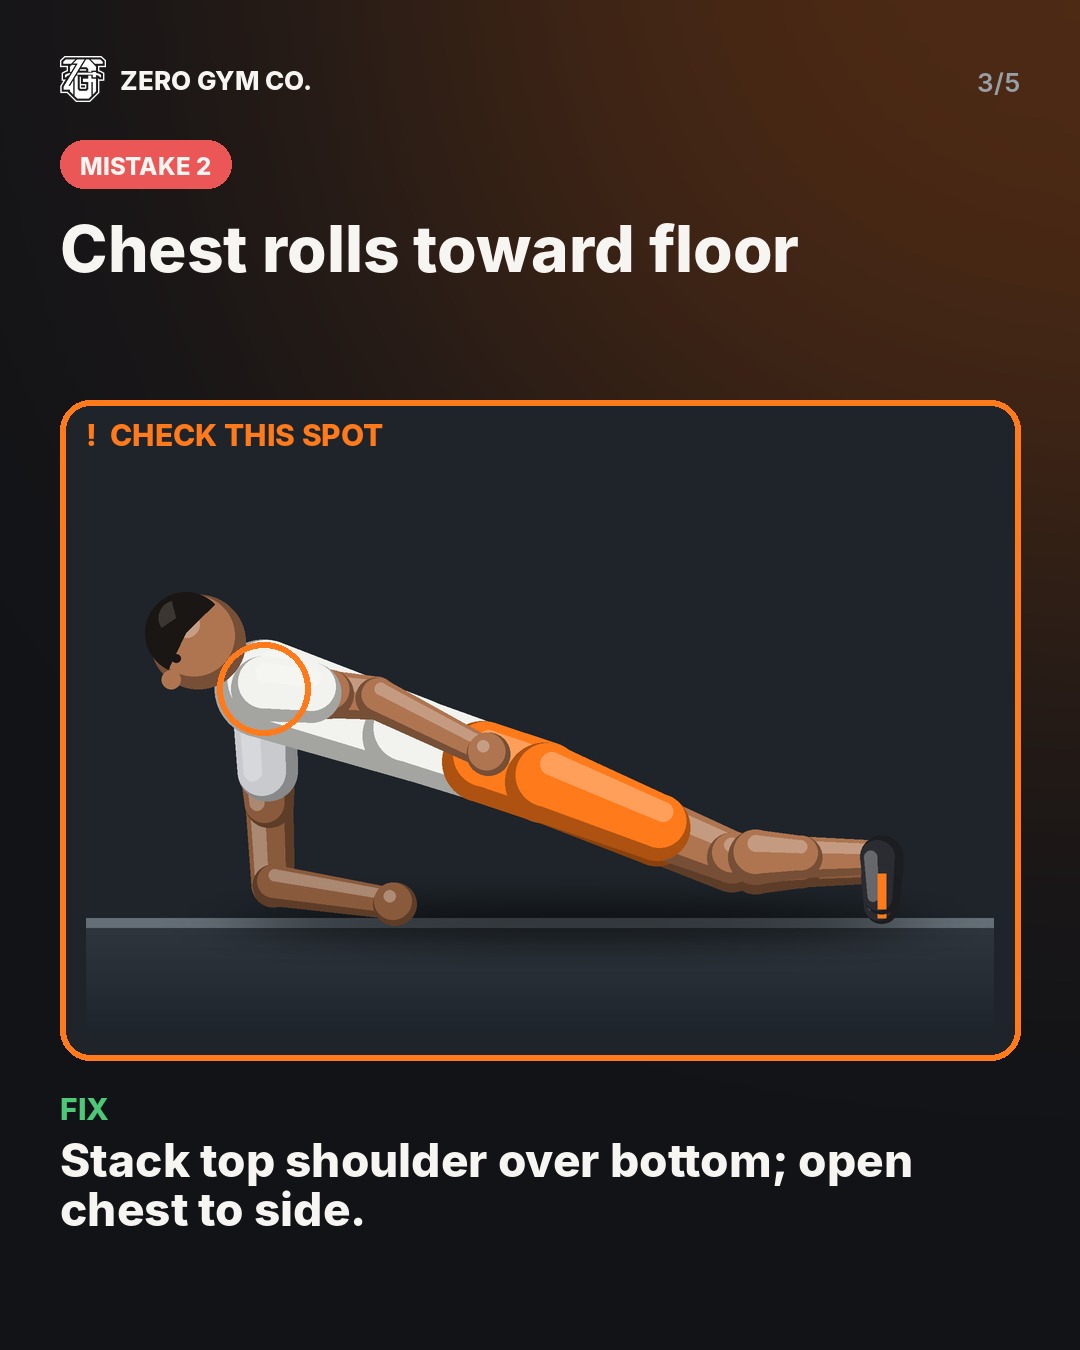 ZERO GYM CO.
3/5
MISTAKE 2
Chest rolls toward floor
! CHECK THIS SPOT
FIX
Stack top shoulder over bottom; open
chest to side.